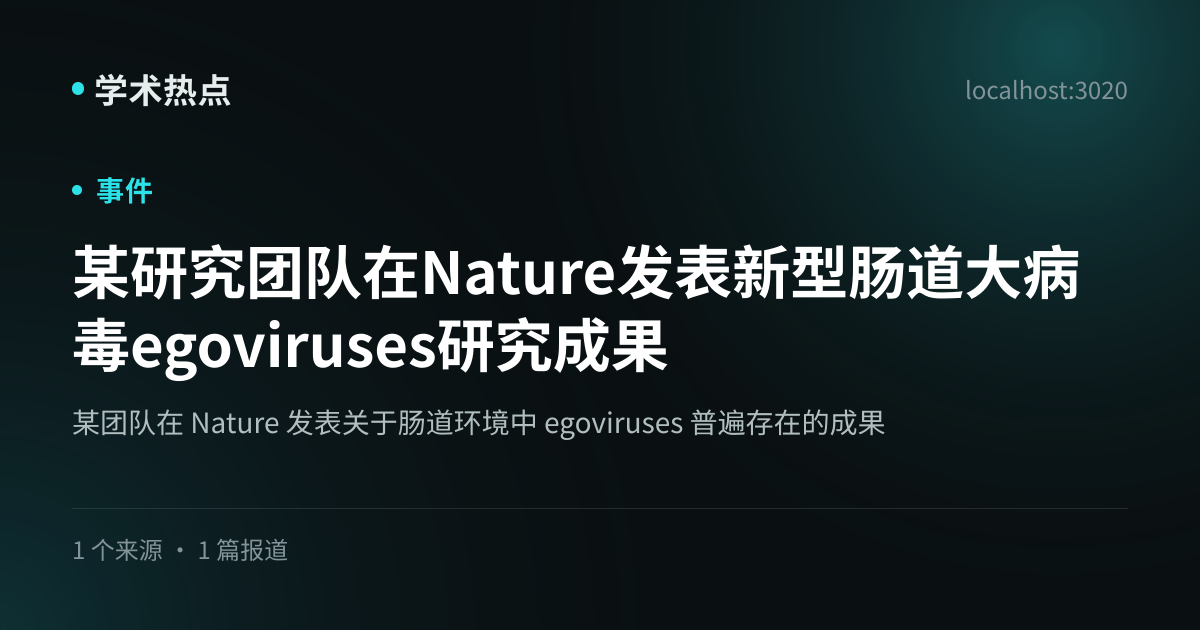 学术热点
localhost:3020
事件
某研究团队在Nature发表新型肠道大病
毒egoviruses研究成果
某团队在 Nature 发表关于肠道环境中 egoviruses 普遍存在的成果
1 个来源 · 1 篇报道